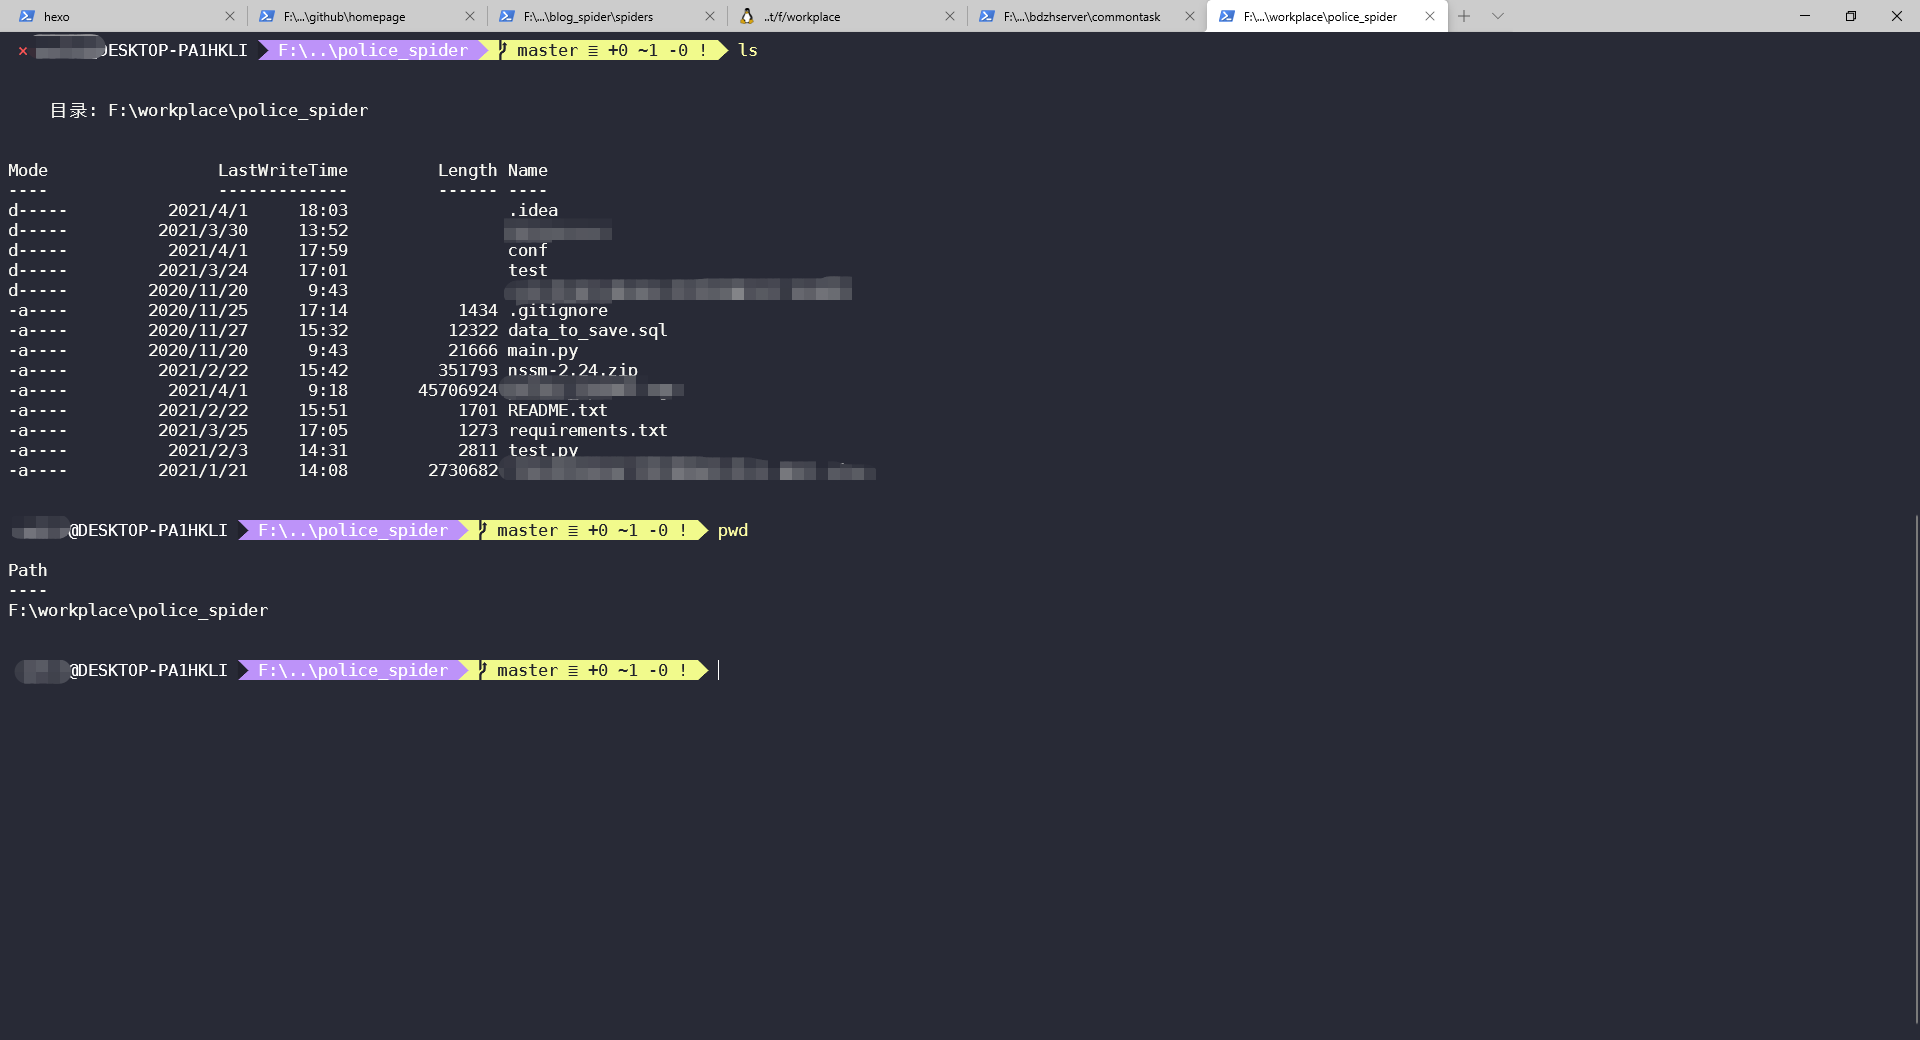 hexo
F:\...\github\homepage
F:\...\blog_spider\spiders
..t/f/workplace
F:\...\bdzhserver\commontask
F:\...\workplace\police_spider
× DESKTOP-PA1HKLI F:\..\police_spider master ≡ +0 ~1 -0 ! ls
目录: F:\workplace\police_spider
Mode LastWriteTime Length Name
---- ------------- ------ ----
d----- 2021/4/1 18:03 .idea
d----- 2021/3/30 13:52
d----- 2021/4/1 17:59 conf
d----- 2021/3/24 17:01 test
d----- 2020/11/20 9:43
-a---- 2020/11/25 17:14 1434 .gitignore
-a---- 2020/11/27 15:32 12322 data_to_save.sql
-a---- 2020/11/20 9:43 21666 main.py
-a---- 2021/2/22 15:42 351793 nssm-2.24.zip
-a---- 2021/4/1 9:18 45706924
-a---- 2021/2/22 15:51 1701 README.txt
-a---- 2021/3/25 17:05 1273 requirements.txt
-a---- 2021/2/3 14:31 2811 test.py
-a---- 2021/1/21 14:08 2730682
@DESKTOP-PA1HKLI F:\..\police_spider master ≡ +0 ~1 -0 ! pwd
Path
----
F:\workplace\police_spider
@DESKTOP-PA1HKLI F:\..\police_spider master ≡ +0 ~1 -0 !